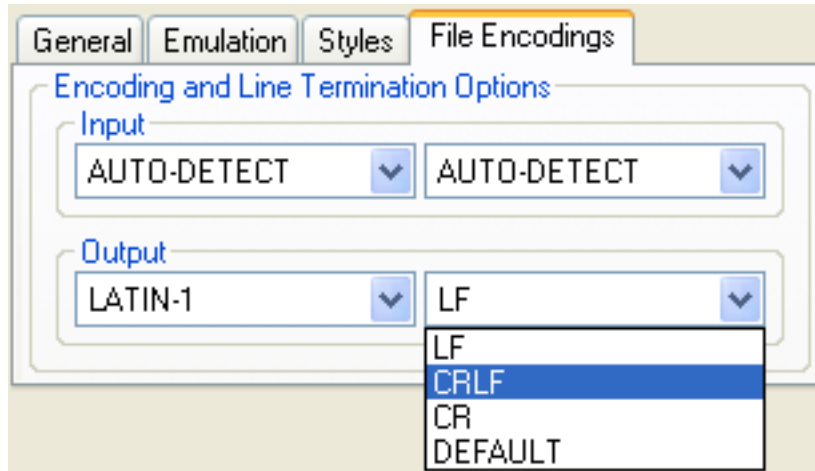 General Emulation Styles File Encodings
Encoding and Line Termination Options
Input
AUTO-DETECT AUTO-DETECT
Output
LATIN-1 LF
LF
CRLF
CR
DEFAULT